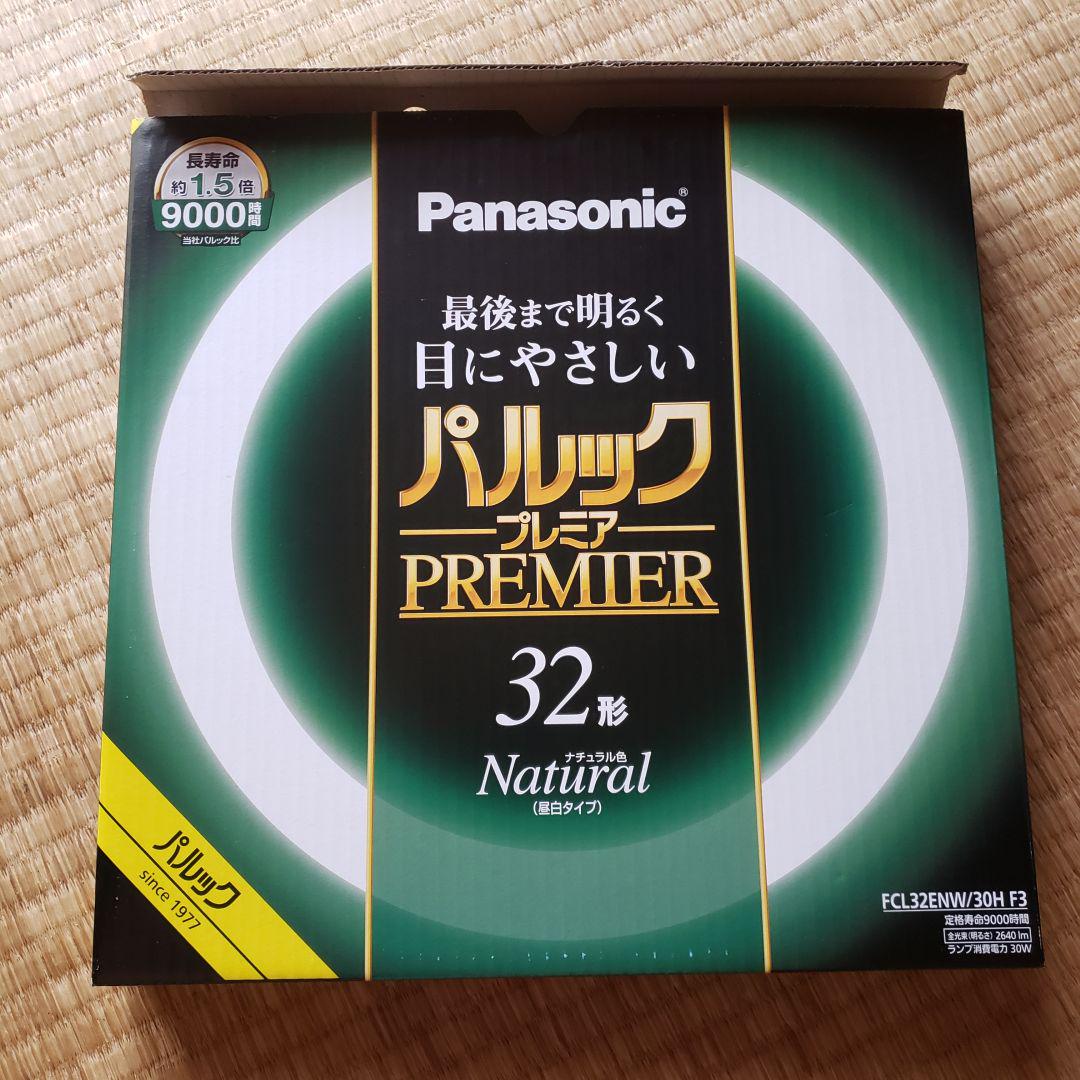 長寿命
約1.5倍
9000時間
当社パルック比
Panasonic®
最後まで明るく
目にやさしい
パルック
プレミア
PREMIER
32形
ナチュラル色
Natural
(昼白タイプ)
パルック
since 1977
FCL32ENW/30H F3
定格寿命9000時間
全光束(明るさ) 2640 lm
ランプ消費電力 30W